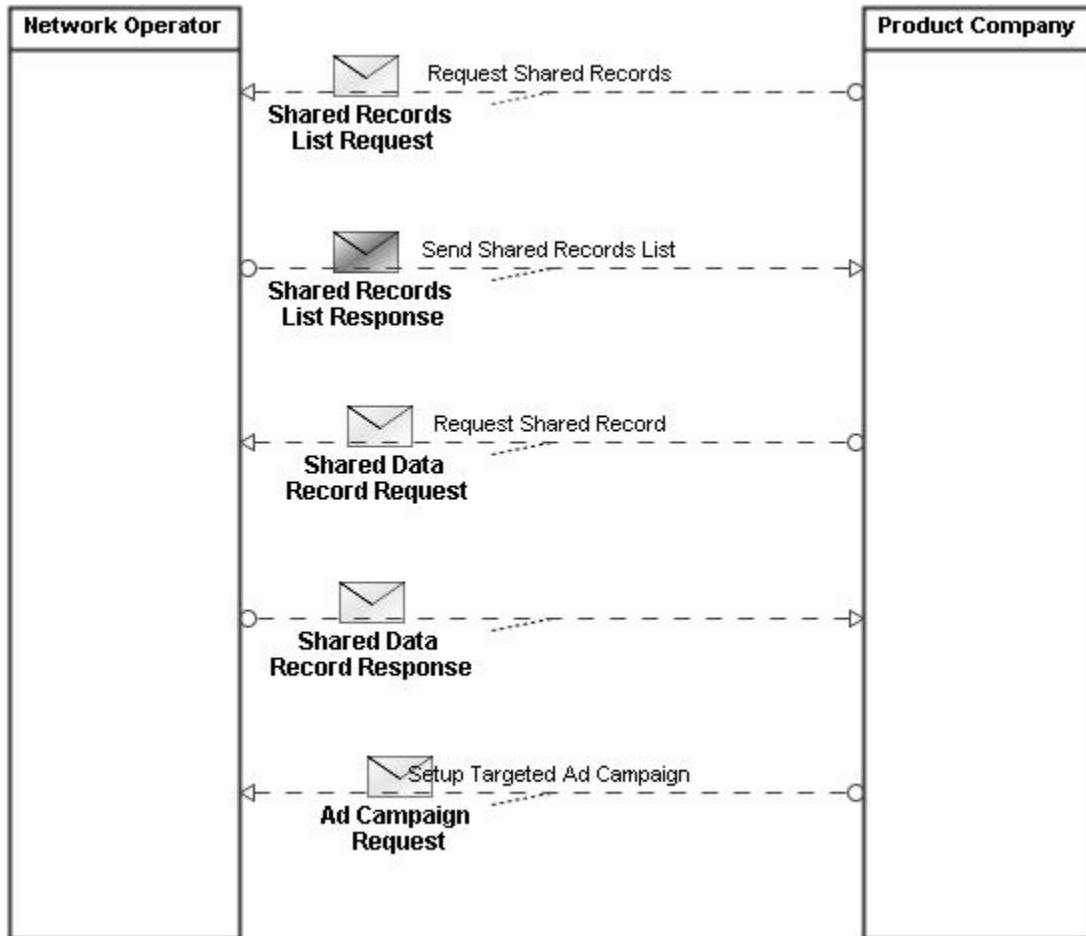 Network Operator
Product Company
Request Shared Records
Shared Records
List Request
Send Shared Records List
Shared Records
List Response
Request Shared Record
Shared Data
Record Request
Shared Data
Record Response
Setup Targeted Ad Campaign
Ad Campaign
Request